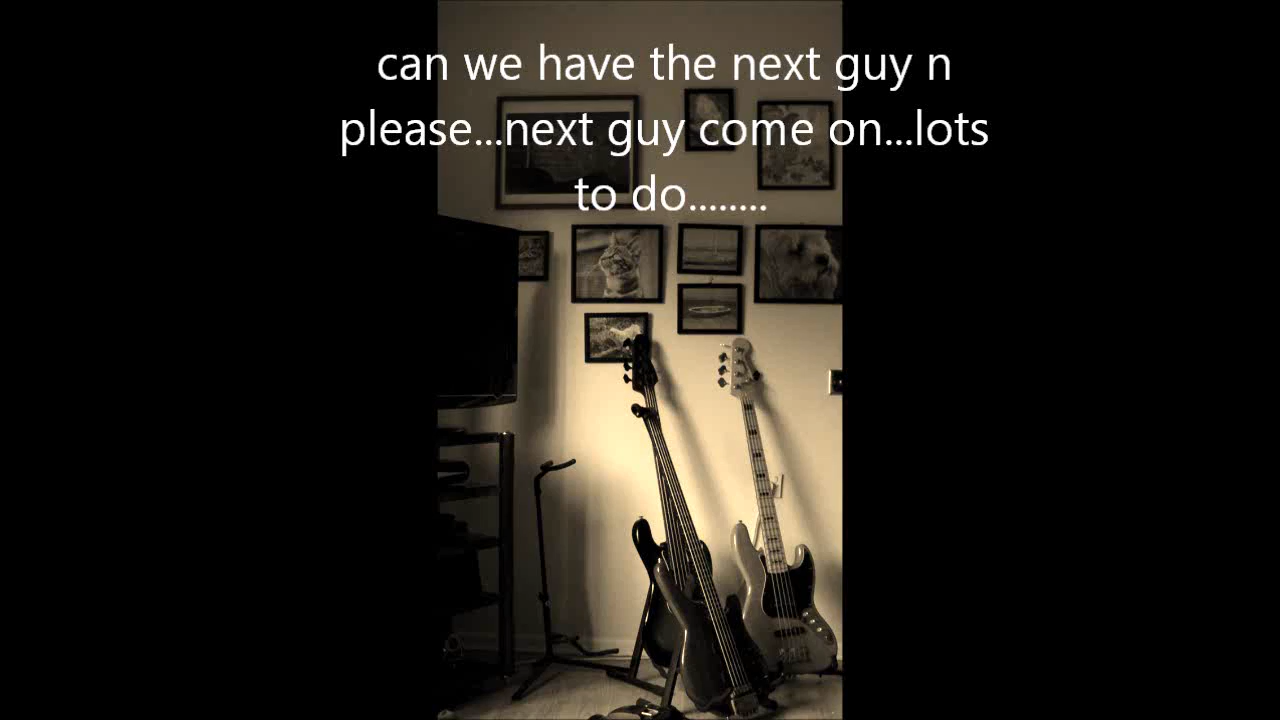 can we have the next guy n
please...next guy come on...lots
to do........